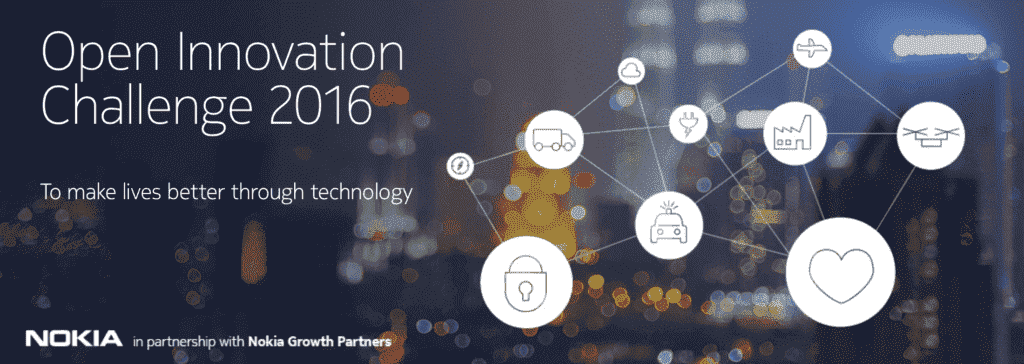 Open Innovation
Challenge 2016
To make lives better through technology
NOKIA in partnership with Nokia Growth Partners